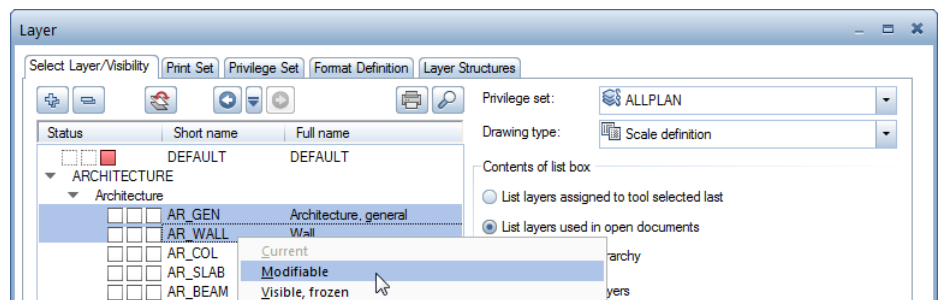 Layer
Select Layer/Visibility Print Set Privilege Set Format Definition Layer Structures
Privilege set: ALLPLAN
Status Short name Full name
Drawing type: Scale definition
DEFAULT DEFAULT
Contents of list box
ARCHITECTURE
Architecture
List layers assigned to tool selected last
AR_GEN Architecture, general
List layers used in open documents
AR_WALL Wall
AR_COL Current rarchy
AR_SLAB Modifiable
AR_BEAM Visible, frozen yers